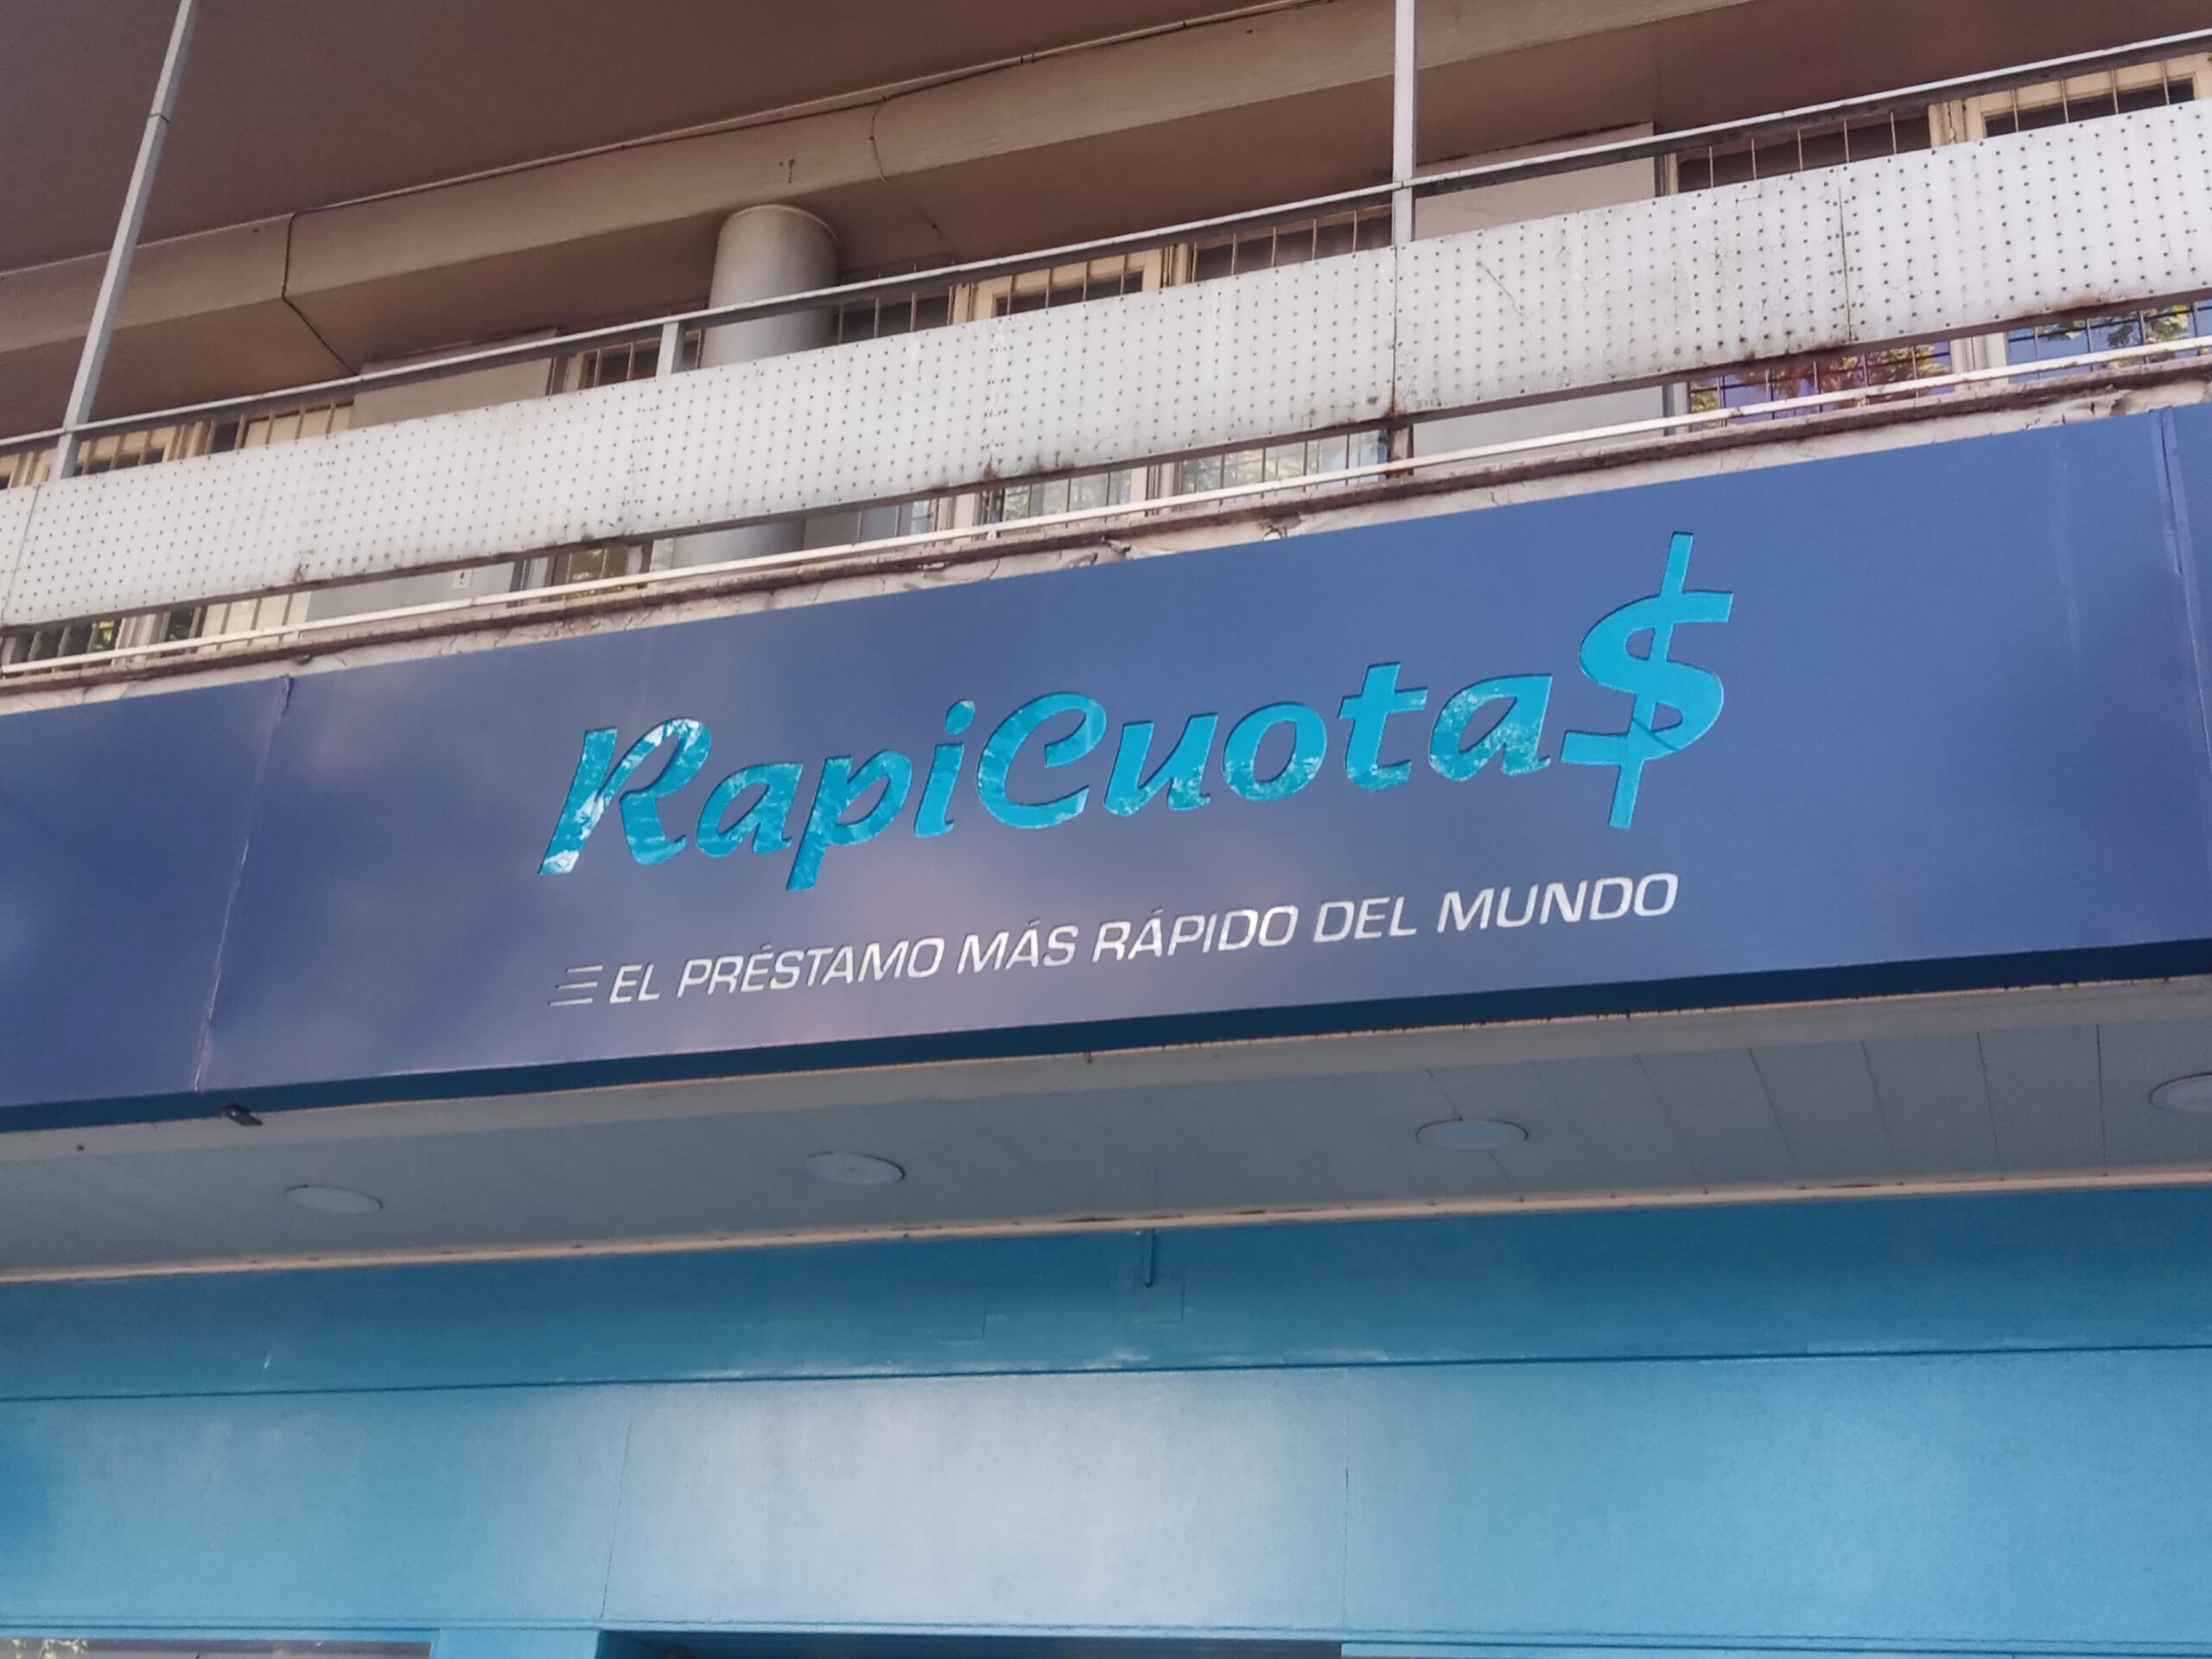 RapiCuota$
EL PRÉSTAMO MÁS RÁPIDO DEL MUNDO